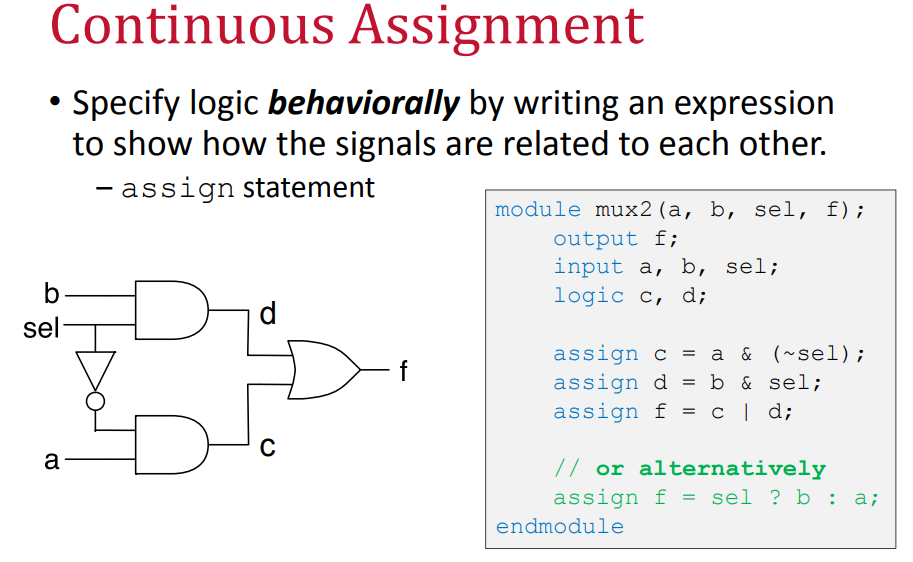 Continuous Assignment
• Specify logic behaviorally by writing an expression
to show how the signals are related to each other.
– assign statement
b
sel
a
d
c
f
module mux2(a, b, sel, f);
output f;
input a, b, sel;
logic c, d;
assign c = a & (~sel);
assign d = b & sel;
assign f = c | d;
// or alternatively
assign f = sel ? b : a;
endmodule